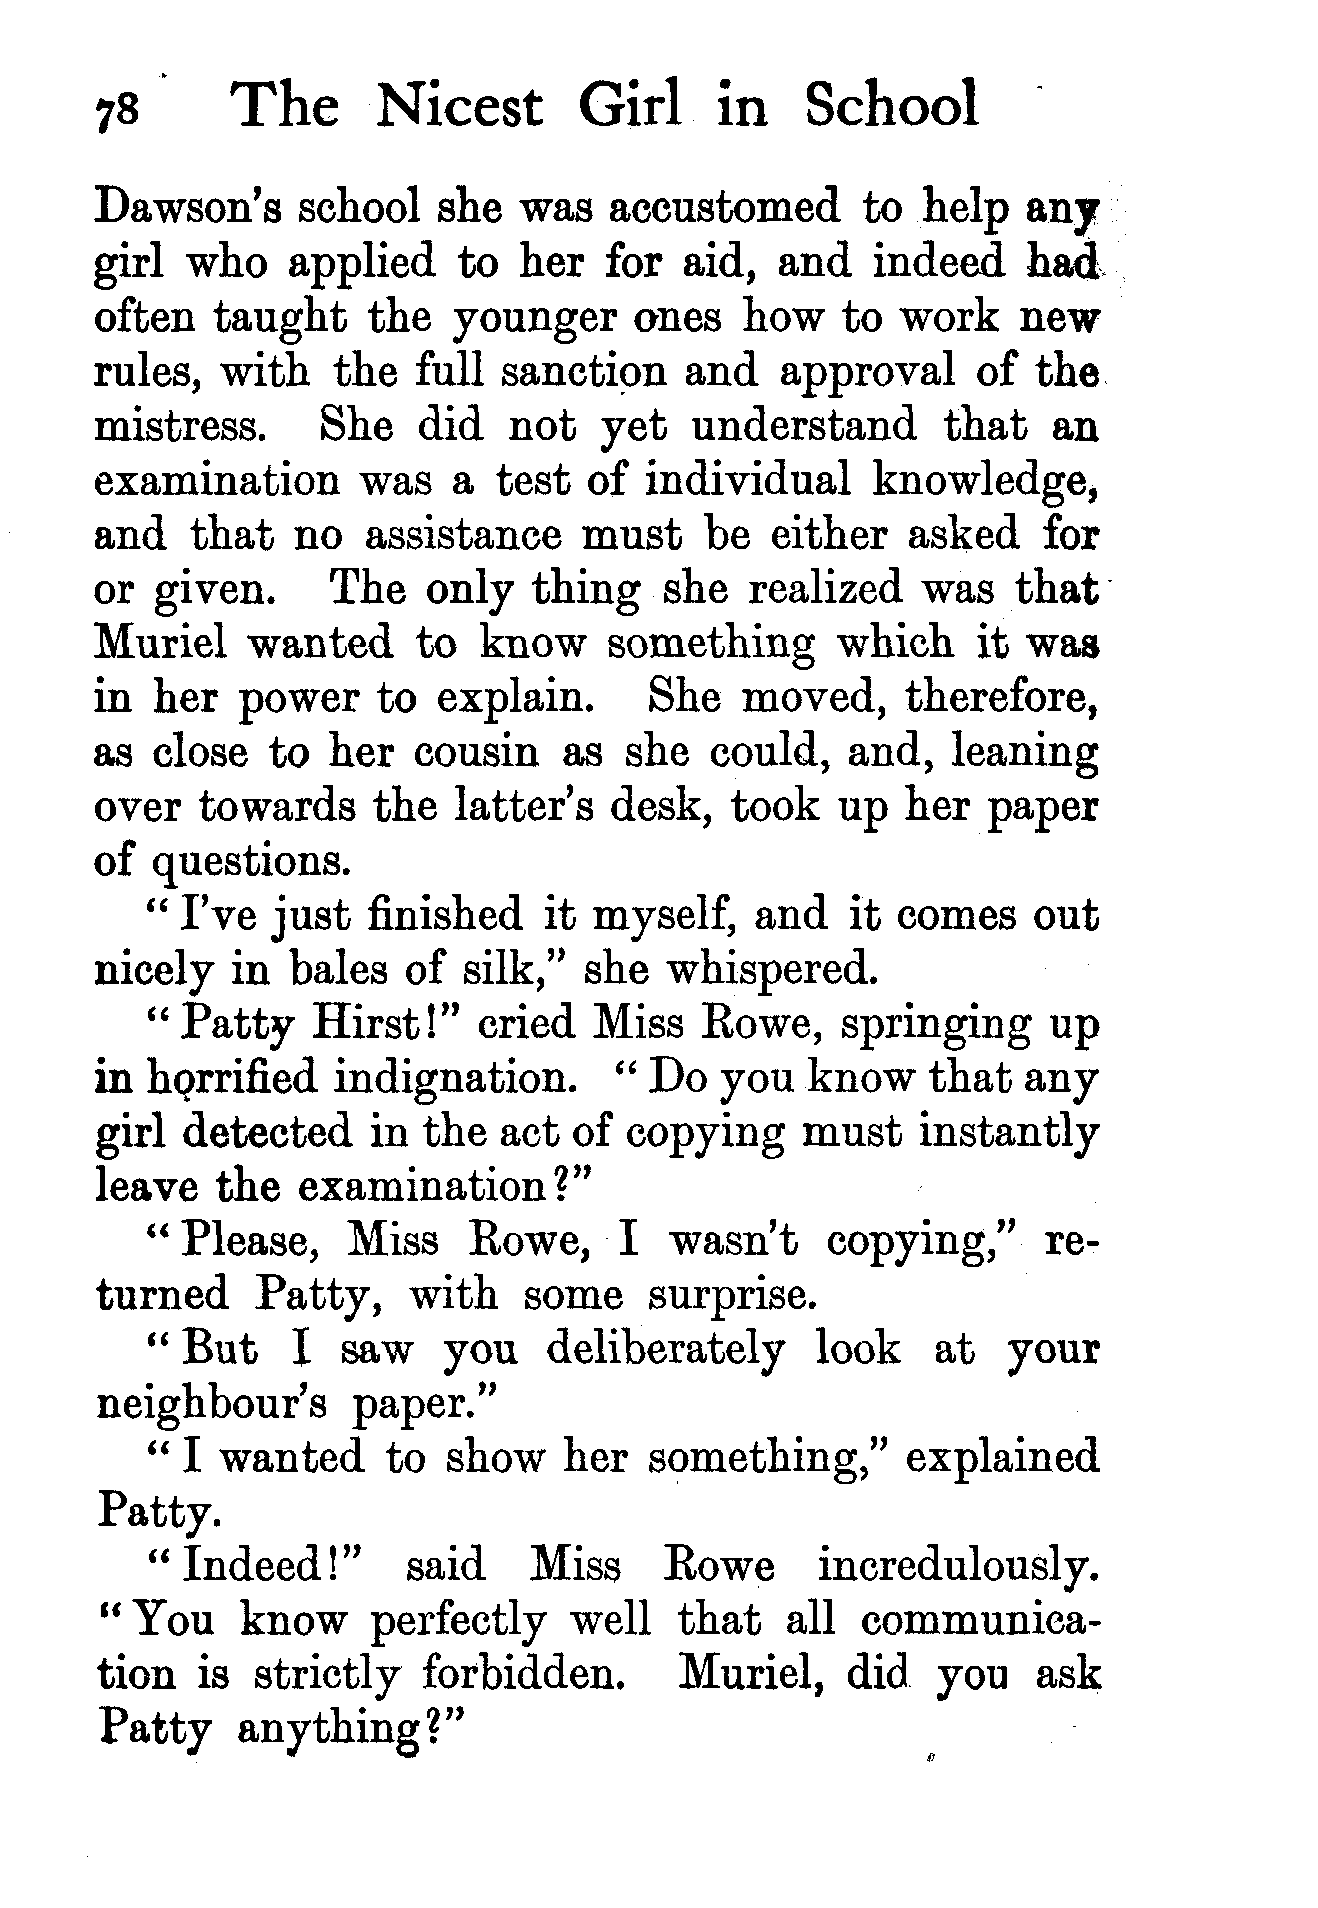 78 The Nicest Girl in School
Dawson's school she was accustomed to help any
girl who applied to her for aid, and indeed had
often taught the younger ones how to work new
rules, with the full sanction and approval of the
mistress. She did not yet understand that an
examination was a test of individual knowledge,
and that no assistance must be either asked for
or given. The only thing she realized was that
Muriel wanted to know something which it was
in her power to explain. She moved, therefore,
as close to her cousin as she could, and, leaning
over towards the latter's desk, took up her paper
of questions.
"I've just finished it myself, and it comes out
nicely in bales of silk," she whispered.
"Patty Hirst!" cried Miss Rowe, springing up
in horrified indignation. "Do you know that any
girl detected in the act of copying must instantly
leave the examination?"
"Please, Miss Rowe, I wasn't copying," re-
turned Patty, with some surprise.
"But I saw you deliberately look at your
neighbour's paper."
"I wanted to show her something," explained
Patty.
"Indeed!" said Miss Rowe incredulously.
"You know perfectly well that all communica-
tion is strictly forbidden. Muriel, did you ask
Patty anything?"